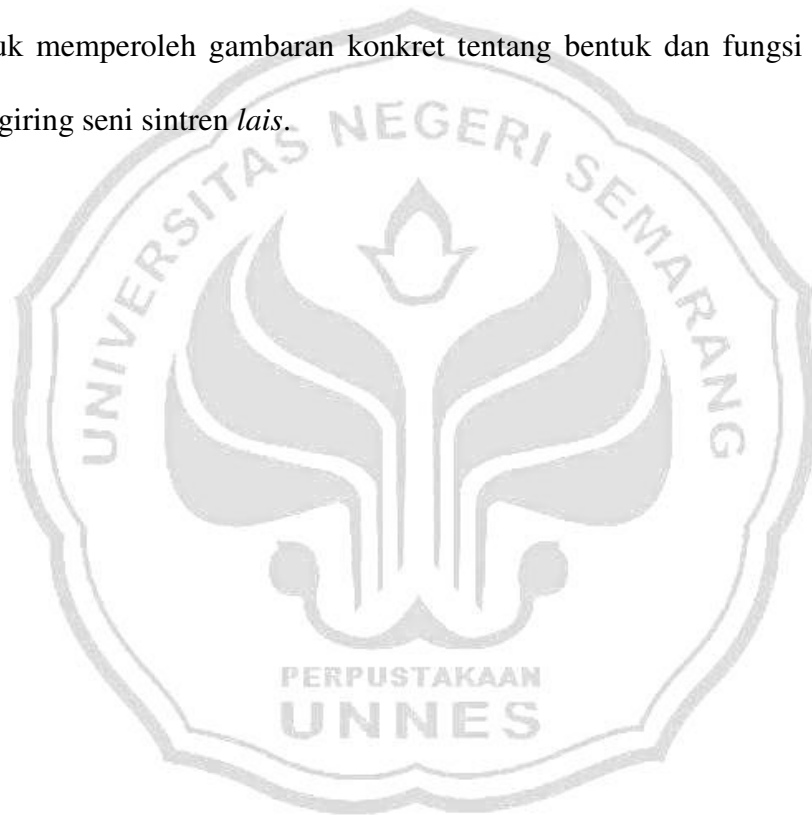 uk memperoleh gambaran konkret tentang bentuk dan fungsi
giring seni sintren lais.
UNIVERSITAS NEGERI SEMARANG
PERPUSTAKAAN
UNNES